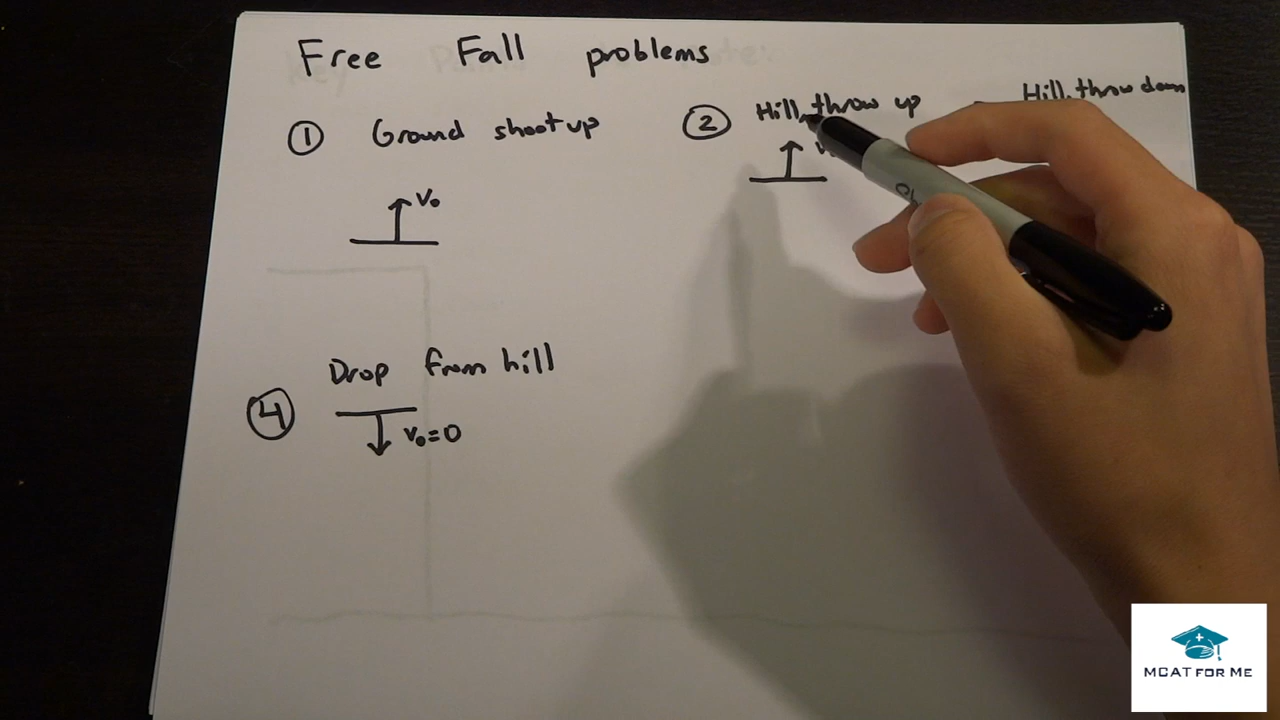 Free Fall problems
① Ground shoot up
② Hill, throw up
Hill, throw down
v₀
④ Drop from hill
v₀=0
MCAT FOR ME